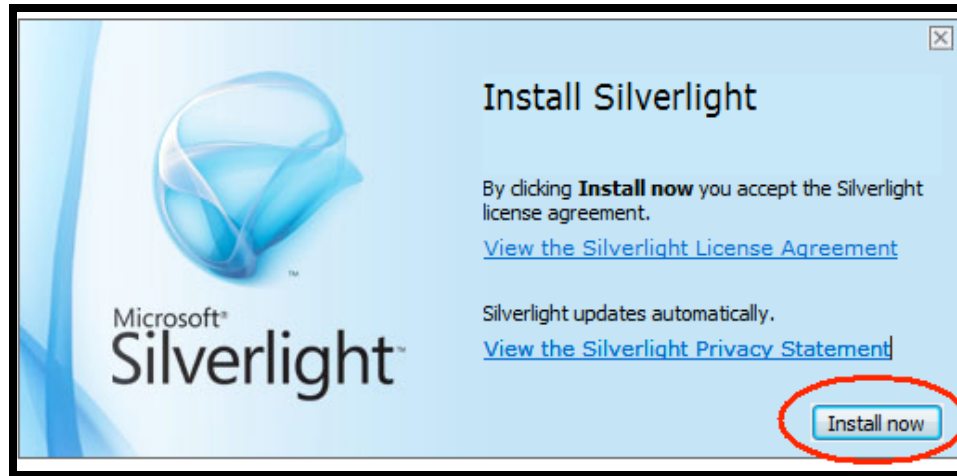 Install Silverlight
By clicking Install now you accept the Silverlight
license agreement.
View the Silverlight License Agreement
TM
Microsoft®
Silverlight™
Silverlight updates automatically.
View the Silverlight Privacy Statement
Install now